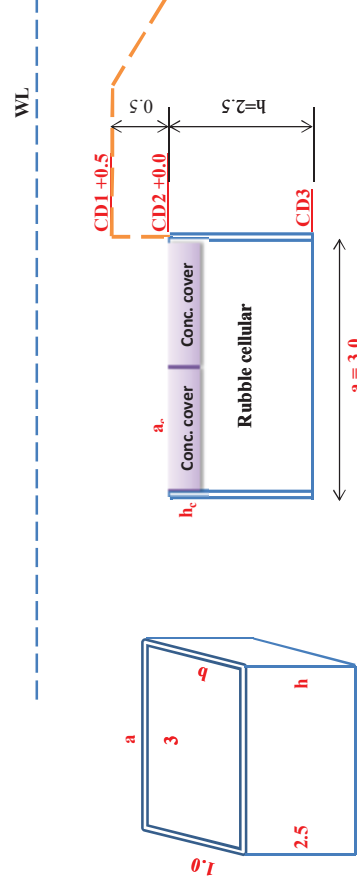 WL
CD1 +0.5
0.5
CD2 +0.0
h=2.5
CD3
a꜀
h꜀
Conc. cover
Conc. cover
Rubble cellular
a = 3.0
a
3
b
1.0
h
2.5